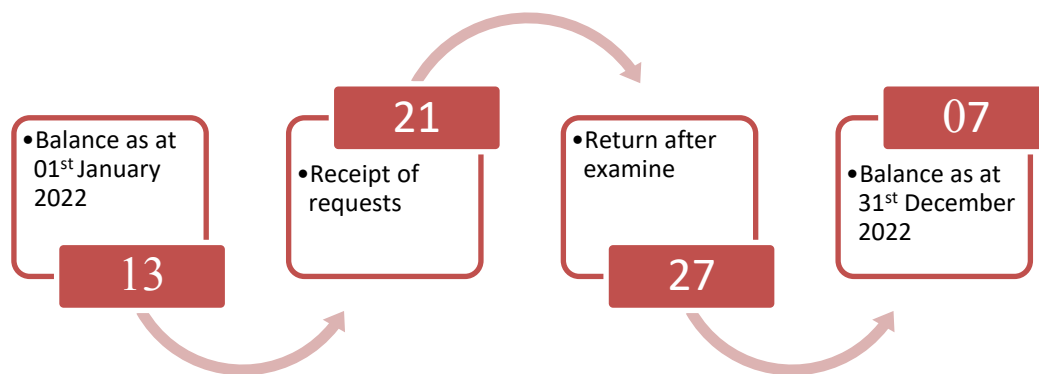 •Balance as at
01st January
2022
13
21
•Receipt of
requests
•Return after
examine
27
07
•Balance as at
31st December
2022